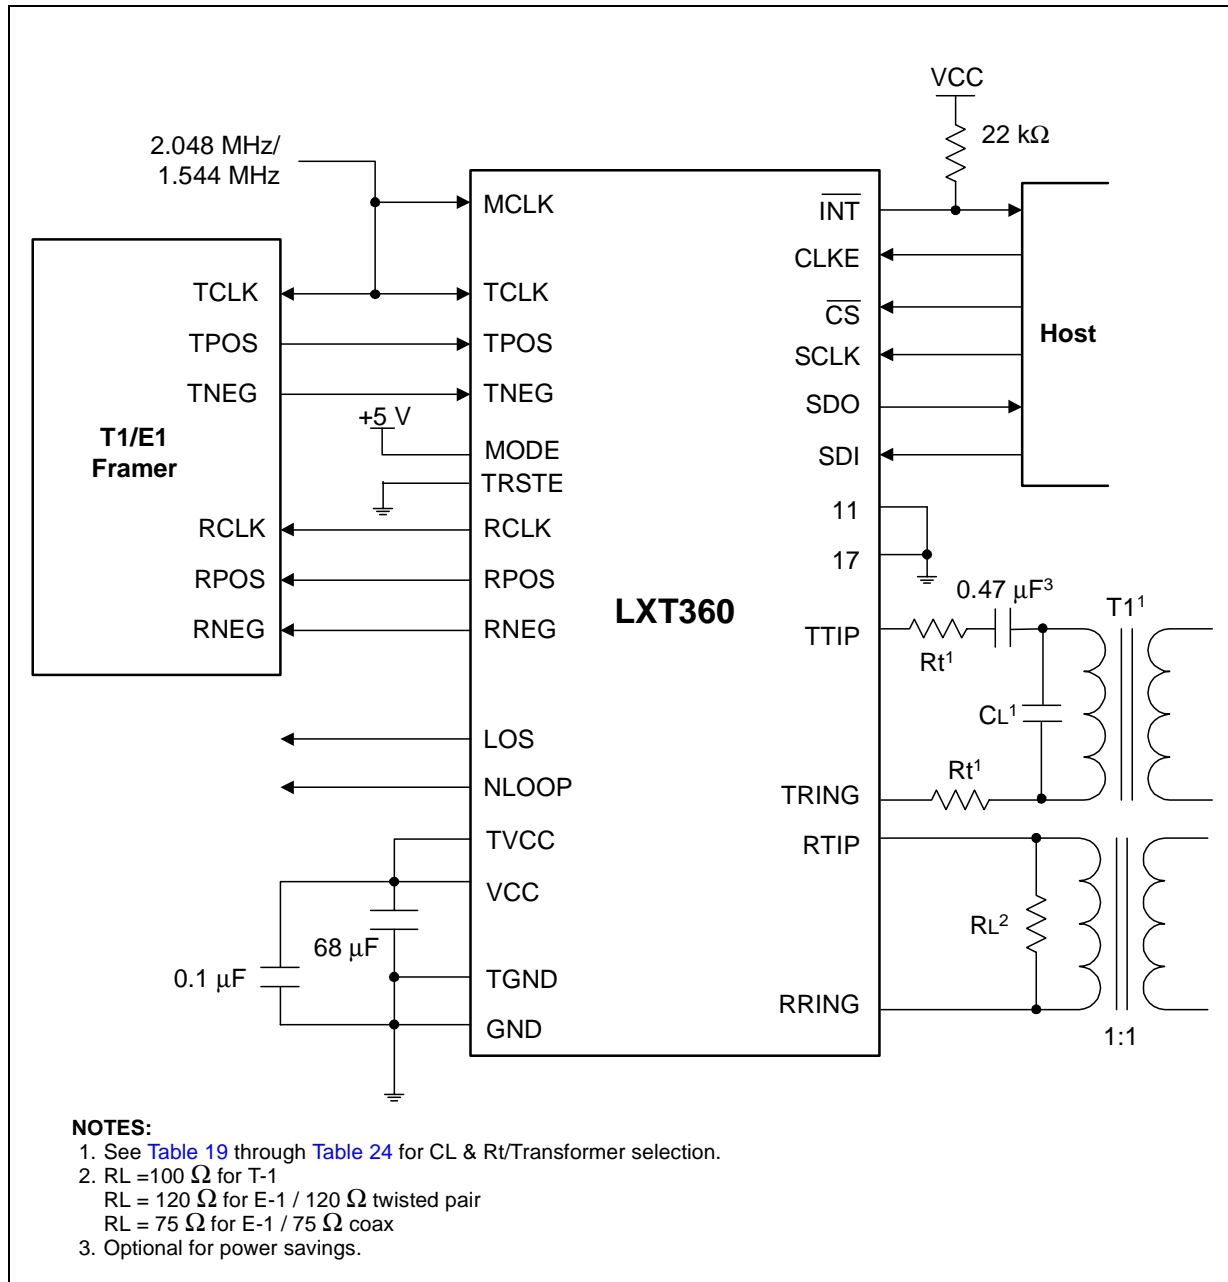 VCC
22 kΩ
2.048 MHz/
1.544 MHz
MCLK
INT
CLKE
TCLK
TCLK
CS
Host
TPOS
TPOS
SCLK
TNEG
TNEG
SDO
+5 V
T1/E1
Framer
MODE
SDI
TRSTE
11
RCLK
RCLK
17
RPOS
RPOS
0.47 μF³
T1¹
LXT360
RNEG
RNEG
TTIP
Rt¹
CL¹
LOS
Rt¹
NLOOP
TRING
TVCC
RTIP
VCC
RL²
68 μF
0.1 μF
TGND
RRING
GND
1:1
NOTES:
1. See Table 19 through Table 24 for CL & Rt/Transformer selection.
2. RL =100 Ω for T-1
RL = 120 Ω for E-1 / 120 Ω twisted pair
RL = 75 Ω for E-1 / 75 Ω coax
3. Optional for power savings.